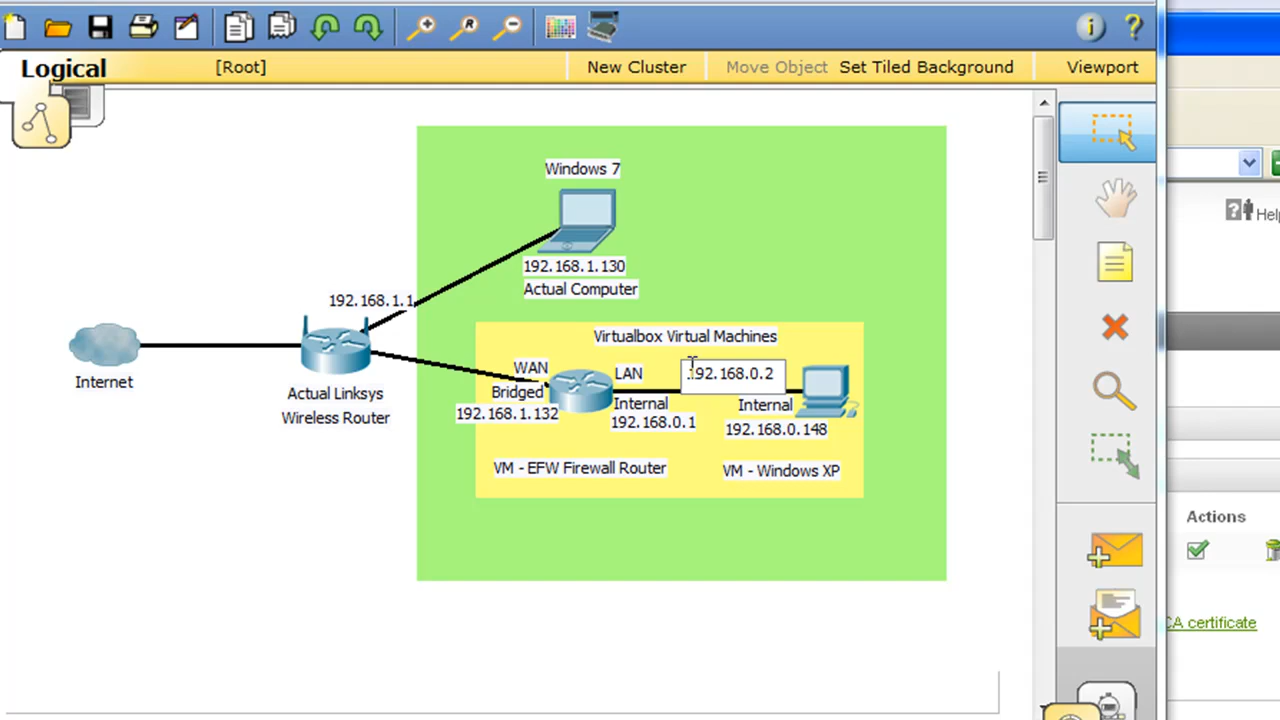 Logical
[Root]
New Cluster
Move Object
Set Tiled Background
Viewport
Help
Windows 7
192.168.1.130
Actual Computer
192.168.1.1
Internet
Actual Linksys
Wireless Router
Virtualbox Virtual Machines
WAN
LAN
192.168.0.2
Bridged
Internal
Internal
192.168.1.132
192.168.0.1
192.168.0.148
VM - EFW Firewall Router
VM - Windows XP
Actions
CA certificate